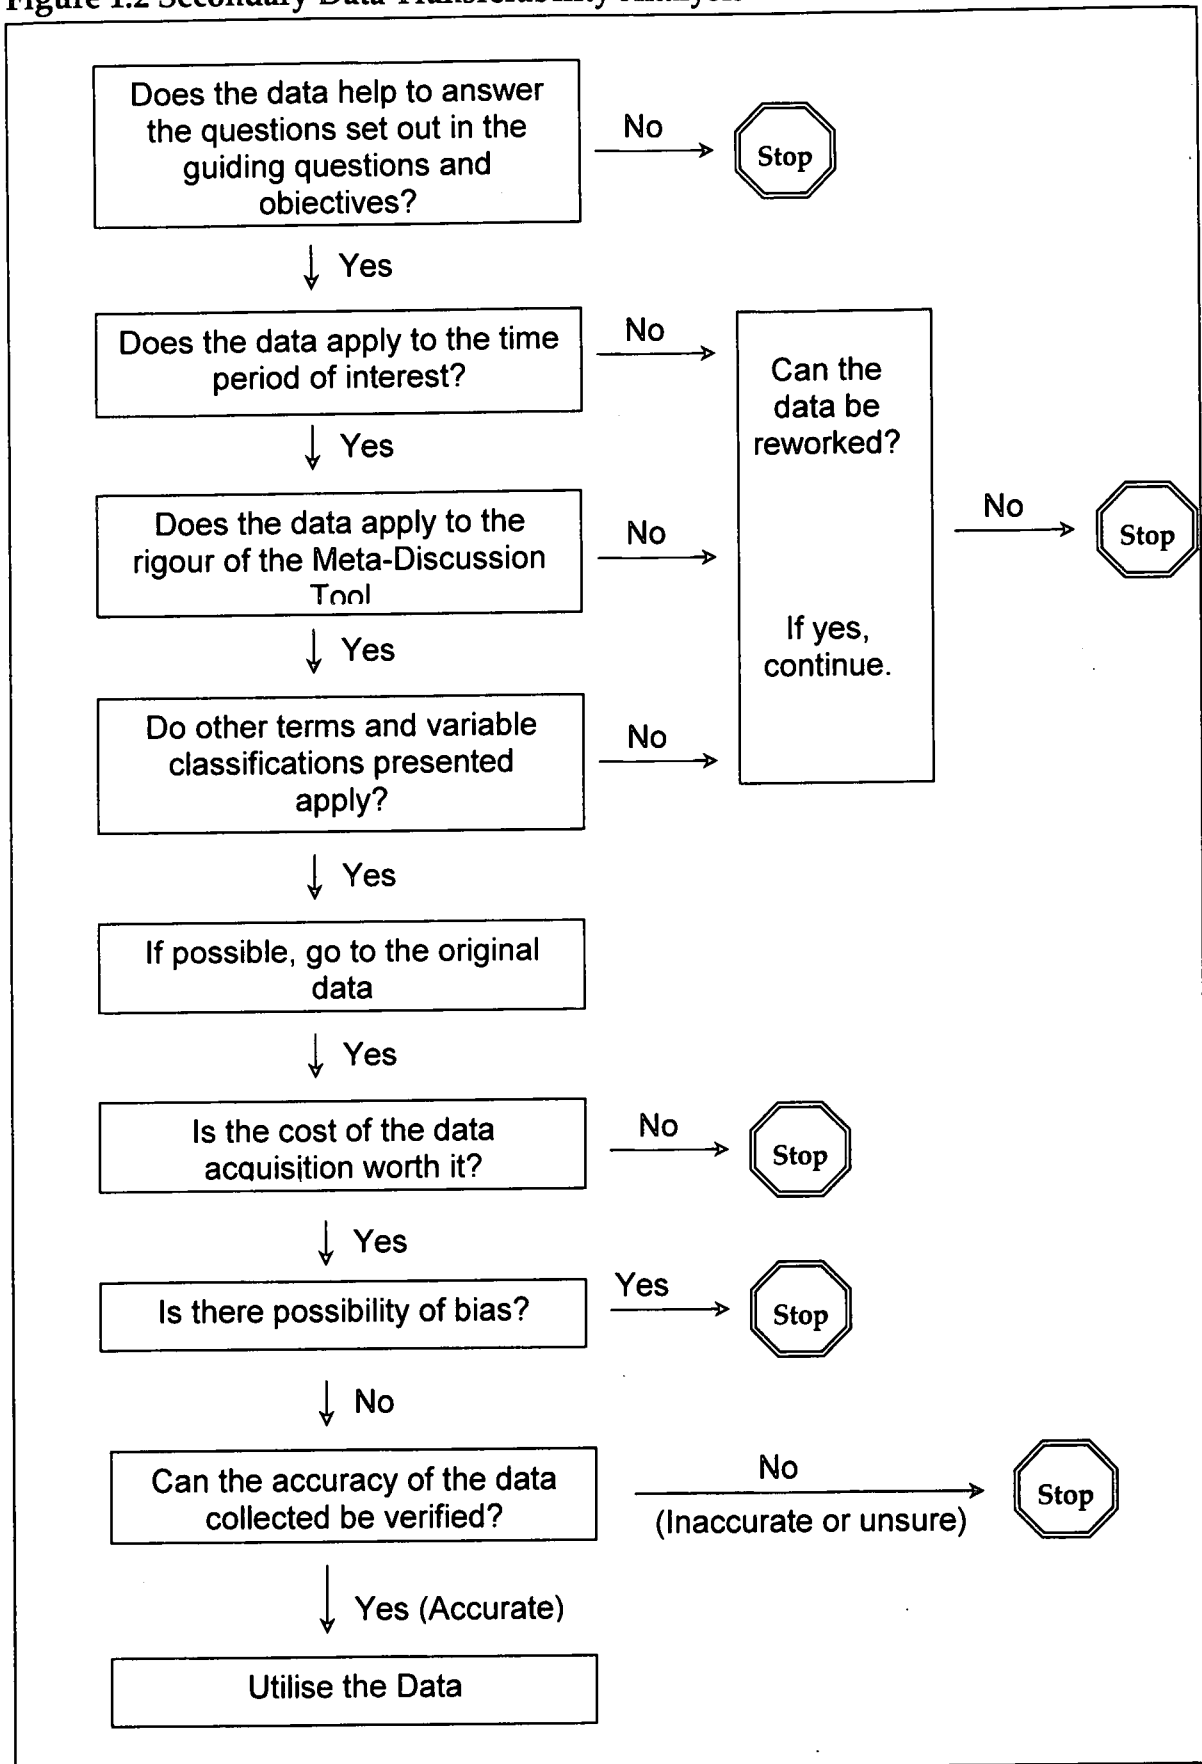 Figure 1.2 Secondary Data Transferability Analysis
Does the data help to answer
the questions set out in the
guiding questions and
objectives?
No
Stop
Yes
Does the data apply to the time
period of interest?
No
Can the
data be
reworked?
If yes,
continue.
No
Stop
Yes
Does the data apply to the
rigour of the Meta-Discussion
Tool
No
Yes
Do other terms and variable
classifications presented
apply?
No
Yes
If possible, go to the original
data
Yes
Is the cost of the data
acquisition worth it?
No
Stop
Yes
Is there possibility of bias?
Yes
Stop
No
Can the accuracy of the data
collected be verified?
No
(Inaccurate or unsure)
Stop
Yes (Accurate)
Utilise the Data